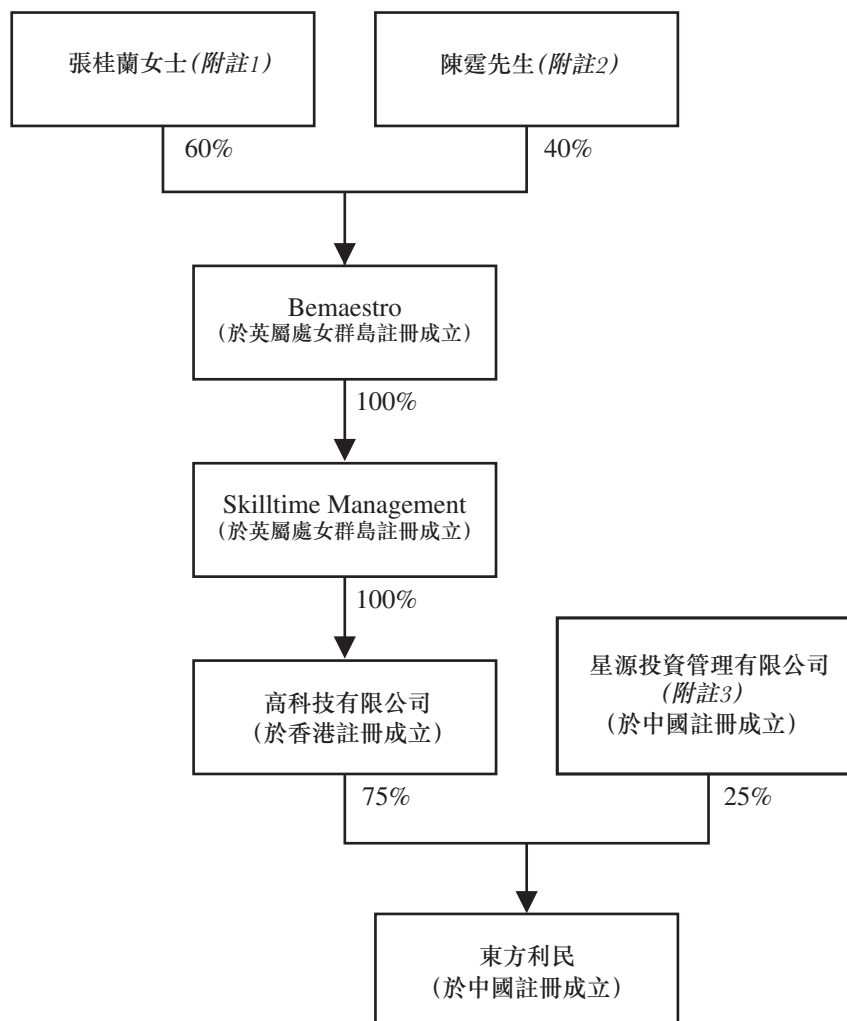 張桂蘭女士(附註1)
陳霆先生(附註2)
60%
40%
Bemaestro
(於英屬處女群島註冊成立)
100%
Skilltime Management
(於英屬處女群島註冊成立)
100%
高科技有限公司
(於香港註冊成立)
星源投資管理有限公司
(附註3)
(於中國註冊成立)
75%
25%
東方利民
(於中國註冊成立)